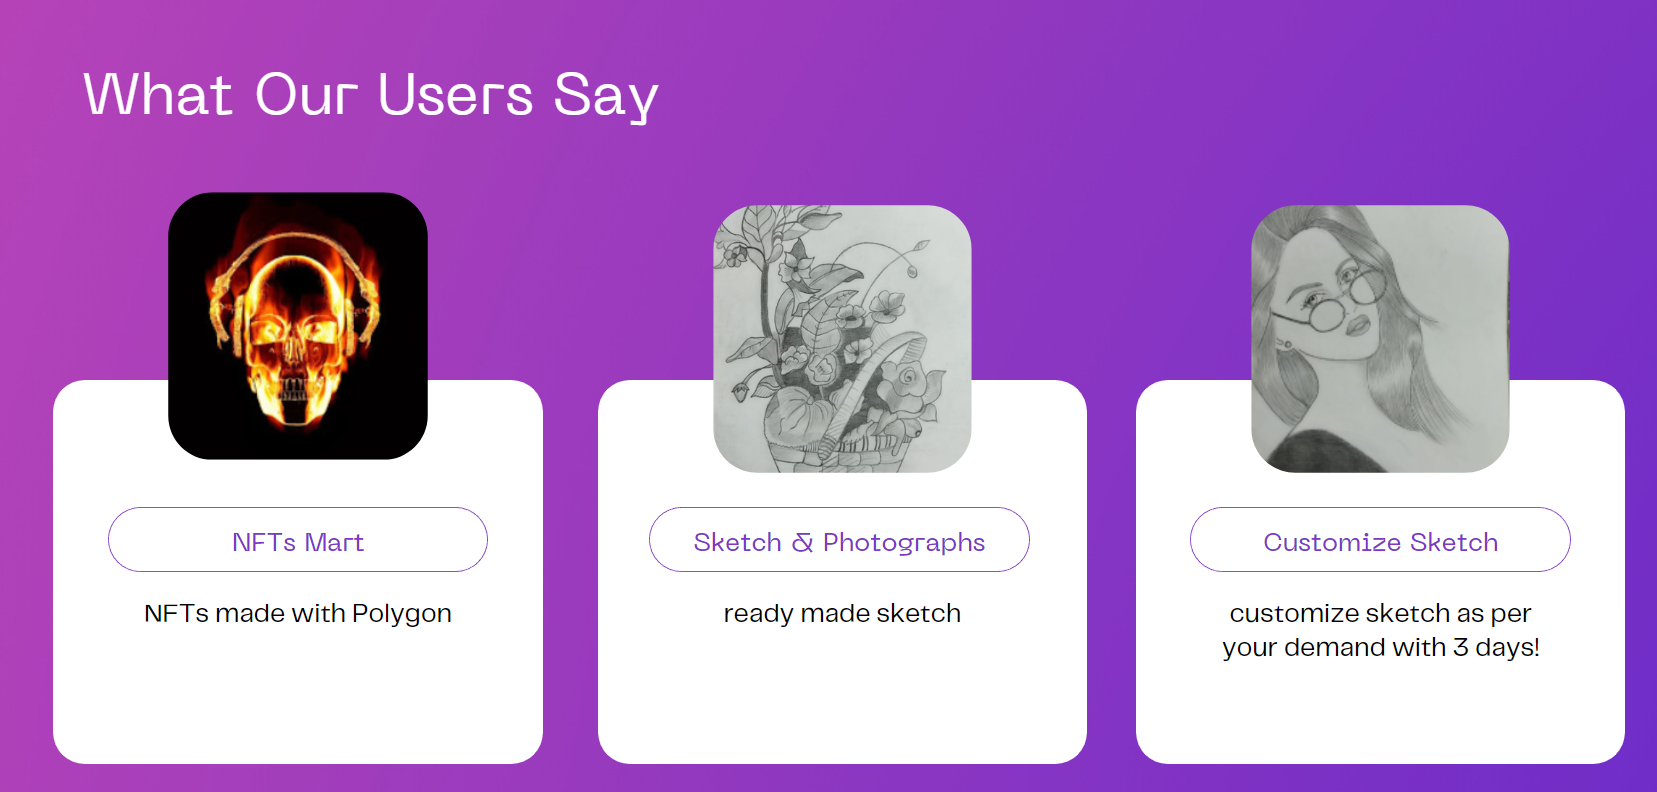 What Our Users Say
NFTs Mart
NFTs made with Polygon
Sketch & Photographs
ready made sketch
Customize Sketch
customize sketch as per
your demand with 3 days!